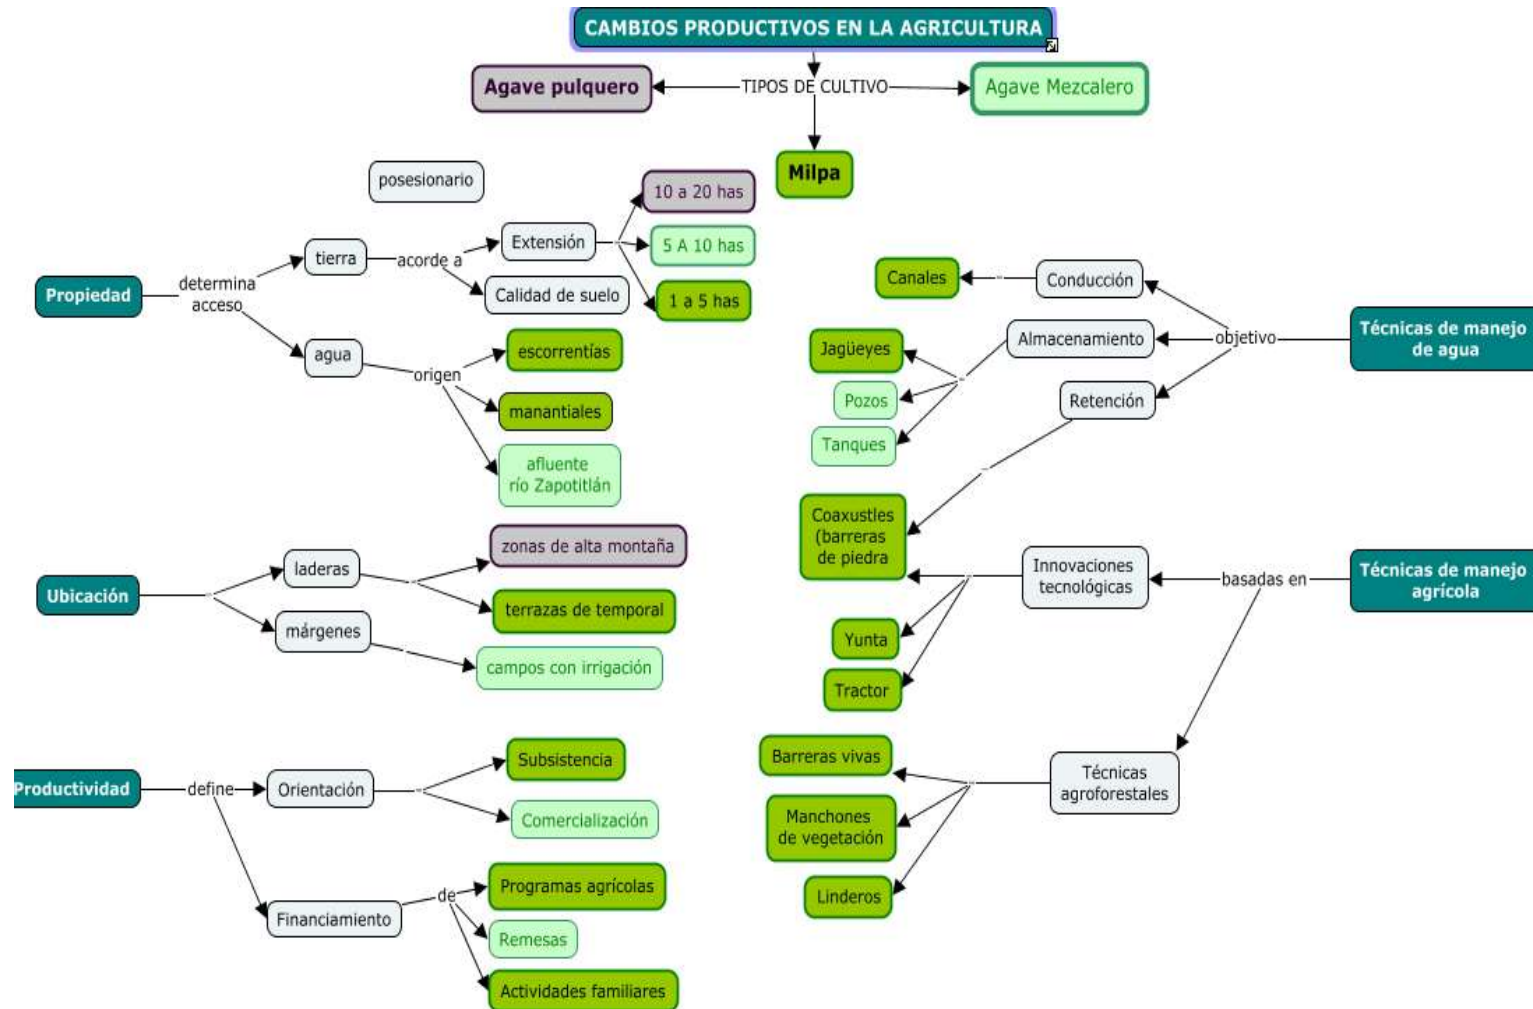 CAMBIOS PRODUCTIVOS EN LA AGRICULTURA
Agave pulquero
TIPOS DE CULTIVO
Agave Mezcalero
Milpa
posesionario
Propiedad
determina
acceso
tierra
acorde a
Extensión
10 a 20 has
5 A 10 has
1 a 5 has
Calidad de suelo
agua
origen
escorrentías
manantiales
afluente
río Zapotitlán
Ubicación
laderas
zonas de alta montaña
terrazas de temporal
márgenes
campos con irrigación
Productividad
define
Orientación
Subsistencia
Comercialización
Financiamiento
de
Programas agrícolas
Remesas
Actividades familiares
Técnicas de manejo
de agua
objetivo
Conducción
Canales
Almacenamiento
Jagüeyes
Pozos
Tanques
Retención
Coaxustles
(barreras
de piedra
Técnicas de manejo
agrícola
basadas en
Innovaciones
tecnológicas
Yunta
Tractor
Técnicas
agroforestales
Barreras vivas
Manchones
de vegetación
Linderos